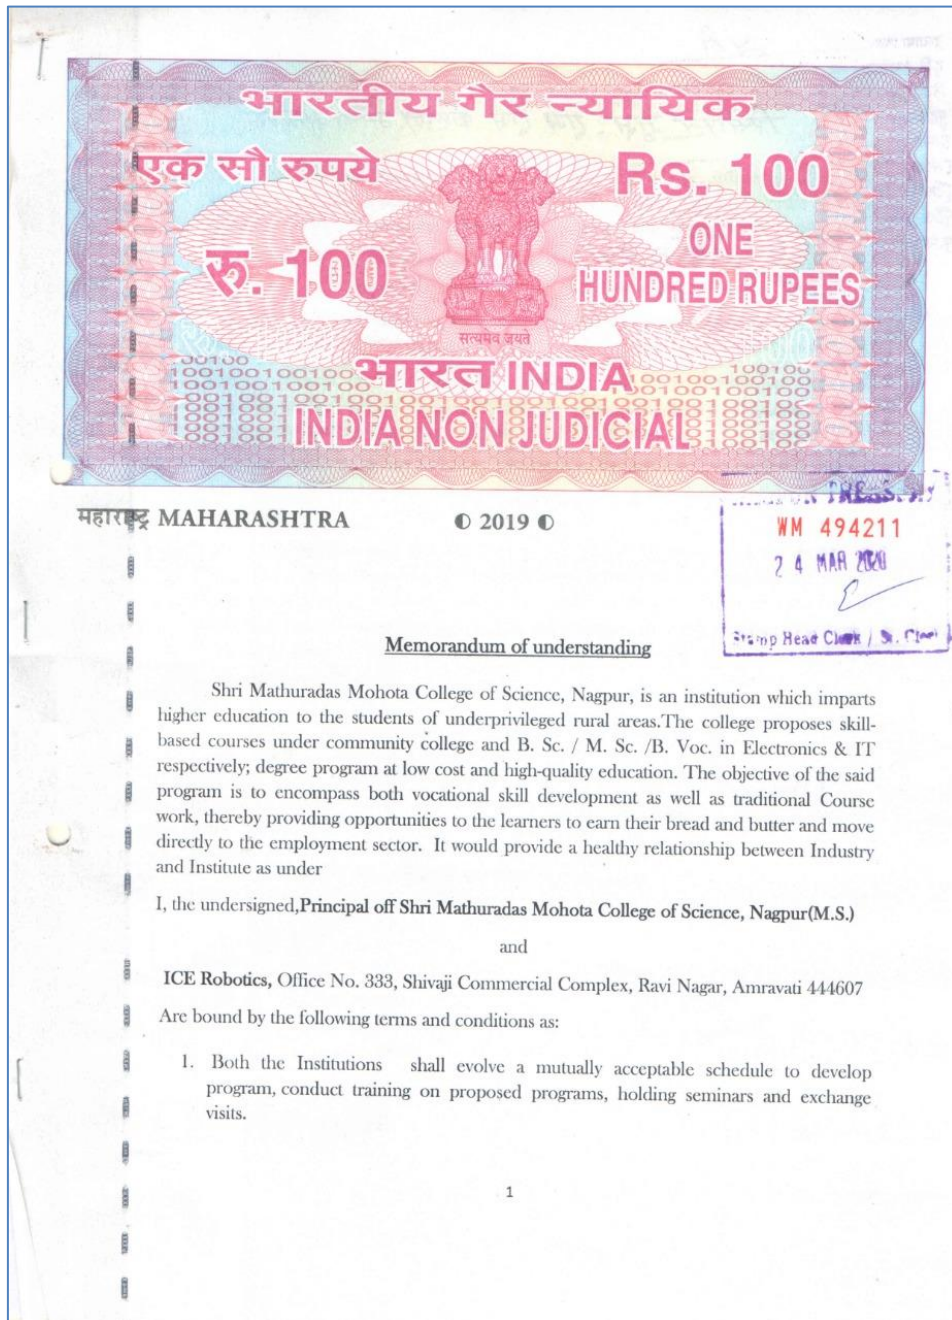 भारतीय गैर न्यायिक
एक सौ रुपये
Rs. 100
रु. 100
ONE
HUNDRED RUPEES
सत्यमेव जयते
भारत INDIA
INDIA NON JUDICIAL
महाराष्ट्र MAHARASHTRA
2019
WM 494211
24 MAR 2020
Stamp Head Clerk /
Memorandum of understanding
Shri Mathuradas Mohota College of Science, Nagpur, is an institution which imparts
higher education to the students of underprivileged rural areas.The college proposes skill-
based courses under community college and B. Sc. / M. Sc. /B. Voc. in Electronics & IT
respectively; degree program at low cost and high-quality education. The objective of the said
program is to encompass both vocational skill development as well as traditional Course
work, thereby providing opportunities to the learners to earn their bread and butter and move
directly to the employment sector. It would provide a healthy relationship between Industry
and Institute as under
I, the undersigned,Principal off Shri Mathuradas Mohota College of Science, Nagpur(M.S.)
and
ICE Robotics, Office No. 333, Shivaji Commercial Complex, Ravi Nagar, Amravati 444607
Are bound by the following terms and conditions as:
1. Both the Institutions shall evolve a mutually acceptable schedule to develop
program, conduct training on proposed programs, holding seminars and exchange
visits.
1